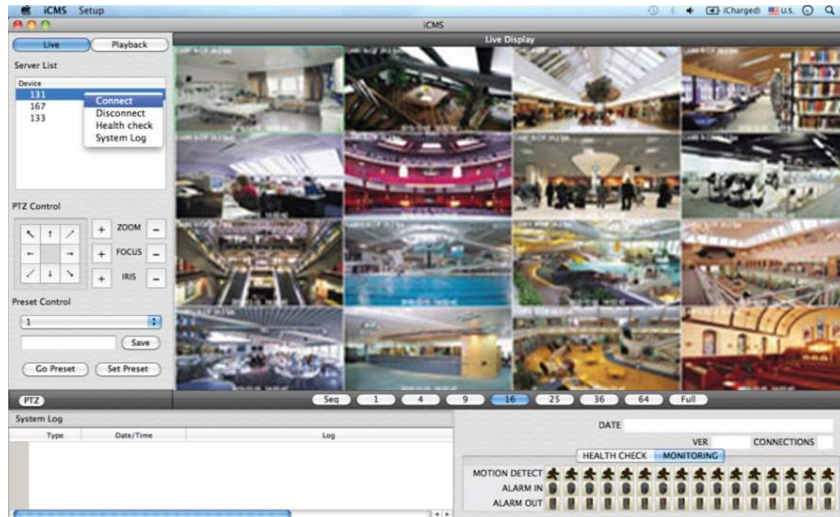 iCMS Setup
(Charged) U.S.
iCMS
Live Playback
Live Display
Server List
Device
131
167
133
Connect
Disconnect
Health check
System Log
PTZ Control
+ ZOOM −
+ FOCUS −
+ IRIS −
Preset Control
1
Save
Go Preset Set Preset
PTZ
Seq 1 4 9 16 25 36 64 Full
System Log
Type Date/Time Log
DATE
VER CONNECTIONS
HEALTH CHECK MONITORING
MOTION DETECT
ALARM IN
ALARM OUT